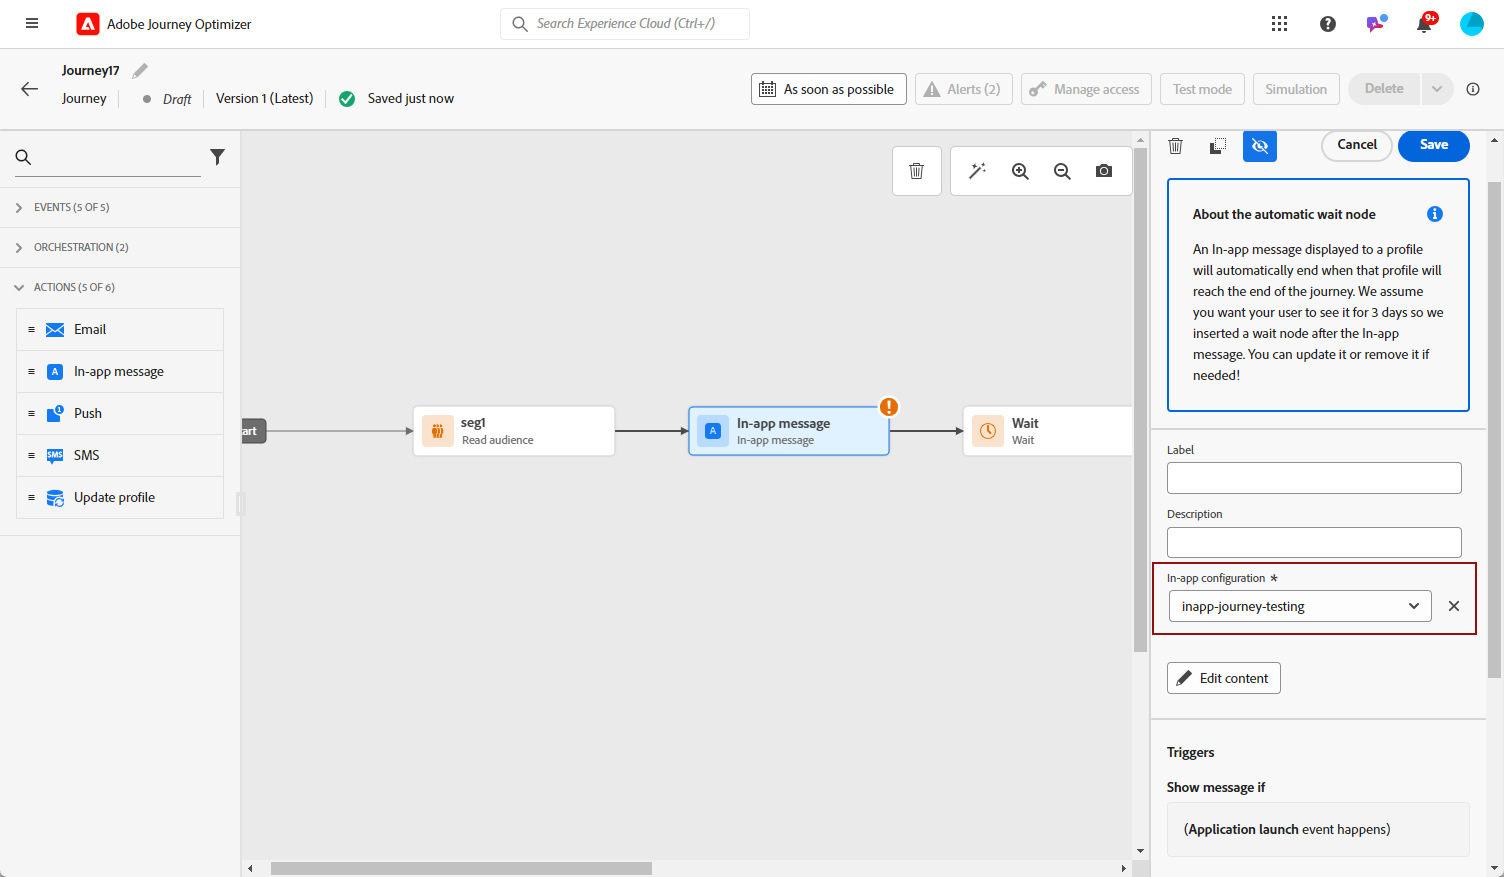 Adobe Journey Optimizer
Search Experience Cloud (Ctrl+/)
9+
Journey17
Journey
Draft
Version 1 (Latest)
Saved just now
As soon as possible
Alerts (2)
Manage access
Test mode
Simulation
Delete
EVENTS (5 OF 5)
ORCHESTRATION (2)
ACTIONS (5 OF 6)
Email
A
In-app message
1
Push
SMS
SMS
Update profile
art
seg1
Read audience
A
In-app message
In-app message
Wait
Wait
Cancel
Save
About the automatic wait node
An In-app message displayed to a profile
will automatically end when that profile will
reach the end of the journey. We assume
you want your user to see it for 3 days so we
inserted a wait node after the In-app
message. You can update it or remove it if
needed!
Label
Description
In-app configuration *
inapp-journey-testing
Edit content
Triggers
Show message if
(Application launch event happens)